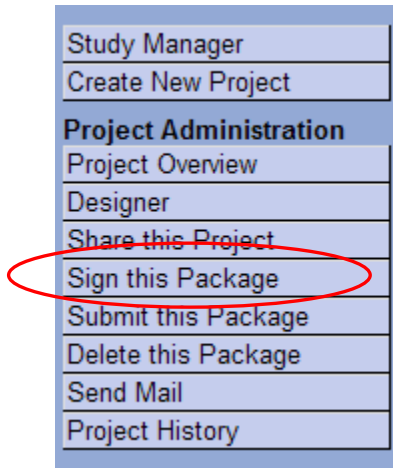 Study Manager
Create New Project
Project Administration
Project Overview
Designer
Share this Project
Sign this Package
Submit this Package
Delete this Package
Send Mail
Project History